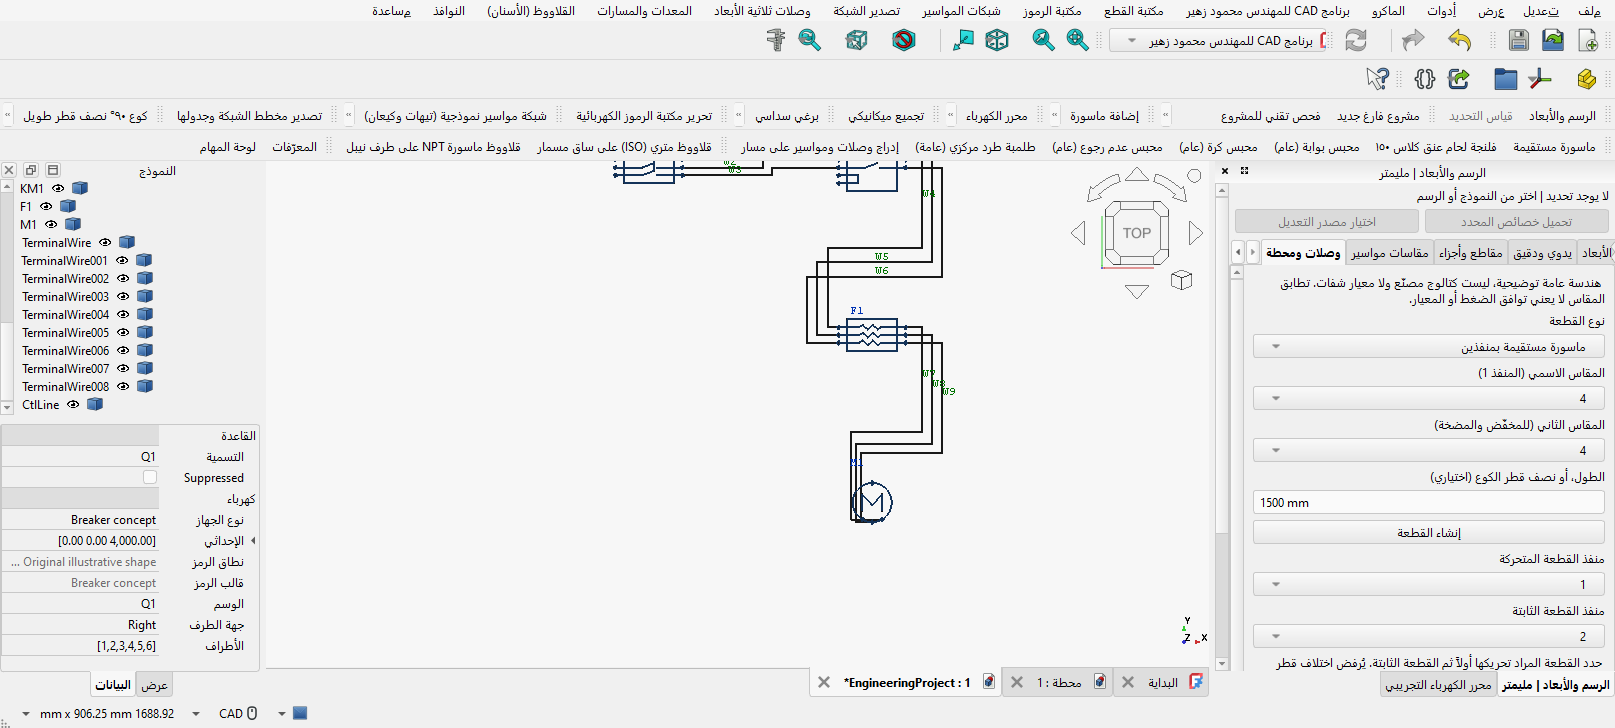 ملف عرض تعديل أدوات الماكرو برنامج CAD للمهندس محمود زهير مكتبة القطع مكتبة الرموز شبكات المواسير تصدير الشبكة وصلات ثلاثية الأبعاد المعدات والمسارات القلاووظ (الأسنان) النوافذ مساعدة
برنامج CAD للمهندس محمود زهير
الرسم والأبعاد قياس التحديد مشروع فارغ جديد فحص تقني للمشروع » إضافة ماسورة » محرر الكهرباء » تجميع ميكانيكي » برغي سداسي » تحرير مكتبة الرموز الكهربائية شبكة مواسير نموذجية (تيهات وكيعان) » تصدير مخطط الشبكة وجدولها كوع ٩٠° نصف قطر طويل »
ماسورة مستقيمة فلنجة لحام عنق كلاس ١٥٠ محبس بوابة (عام) محبس كرة (عام) محبس عدم رجوع (عام) طلمبة طرد مركزي (عامة) إدراج وصلات ومواسير على مسار قلاووظ متري (ISO) على ساق مسمار قلاووظ ماسورة NPT على طرف نيبل المعرّفات لوحة المهام
النموذج
KM1
F1
M1
TerminalWire
TerminalWire001
TerminalWire002
TerminalWire003
TerminalWire004
TerminalWire005
TerminalWire006
TerminalWire007
TerminalWire008
CtlLine
القاعدة
التسمية Q1
Suppressed
كهرباء
نوع الجهاز Breaker concept
الإحداثي [0.00 0.00 4,000.00]
نطاق الرمز Original illustrative shape ...
قالب الرمز Breaker concept
الوسم Q1
جهة الطرف Right
الأطراف [1,2,3,4,5,6]
البيانات عرض
W2
W3
W4
W5
W6
F1
W7
W8
W9
M
TOP
Y
Z X
الرسم والأبعاد | مليمتر
لا يوجد تحديد | اختر من النموذج أو الرسم
تحميل خصائص المحدد اختيار مصدر التعديل
الأبعاد يدوي ودقيق مقاطع وأجزاء مقاسات مواسير وصلات ومحطة
هندسة عامة توضيحية، ليست كتالوج مصنّع ولا معيار شفات. تطابق
المقاس لا يعني توافق الضغط أو المعيار.
نوع القطعة
ماسورة مستقيمة بمنفذين
المقاس الاسمي (المنفذ 1)
4
المقاس الثاني (للمخفّض والمضخة)
4
الطول، أو نصف قطر الكوع (اختياري)
1500 mm
إنشاء القطعة
منفذ القطعة المتحركة
1
منفذ القطعة الثابتة
2
حدد القطعة المراد تحريكها أولاً ثم القطعة الثابتة. يُرفض اختلاف قطر
البداية محطة : 1 EngineeringProject : 1*
الرسم والأبعاد | مليمتر محرر الكهرباء التجريبي
mm x 906.25 mm 1688.92 CAD